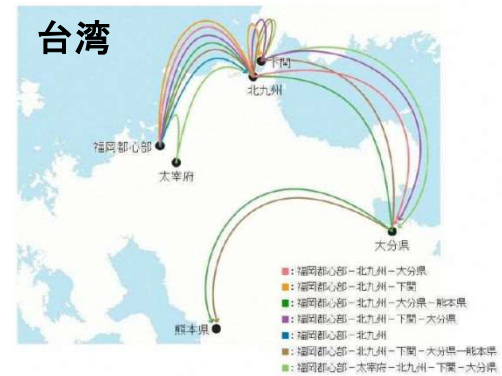 台湾
下関
北九州
福岡都心部
太宰府
大分県
熊本県
：福岡都心部－北九州－大分県
：福岡都心部－北九州－下関
：福岡都心部－北九州－大分県－熊本県
：福岡都心部－北九州－下関－大分県
：福岡都心部－北九州
：福岡都心部－北九州－下関－大分県－熊本県
：福岡都心部－太宰府－北九州－下関－大分県